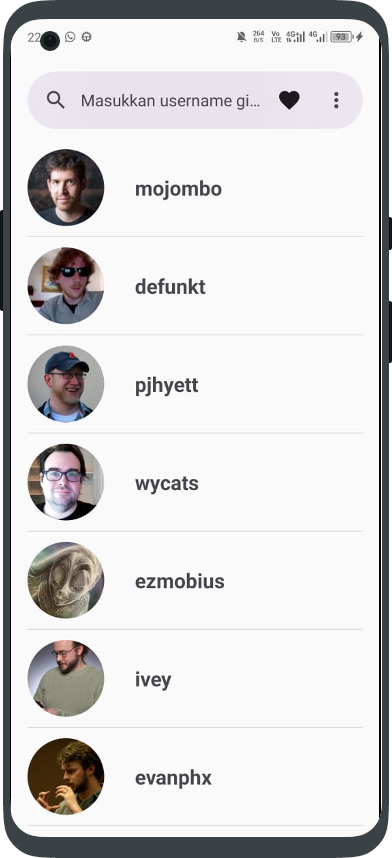 22
264 B/S
Vo LTE
4G+
4G
93
Masukkan username gi…
mojombo
defunkt
pjhyett
wycats
ezmobius
ivey
evanphx